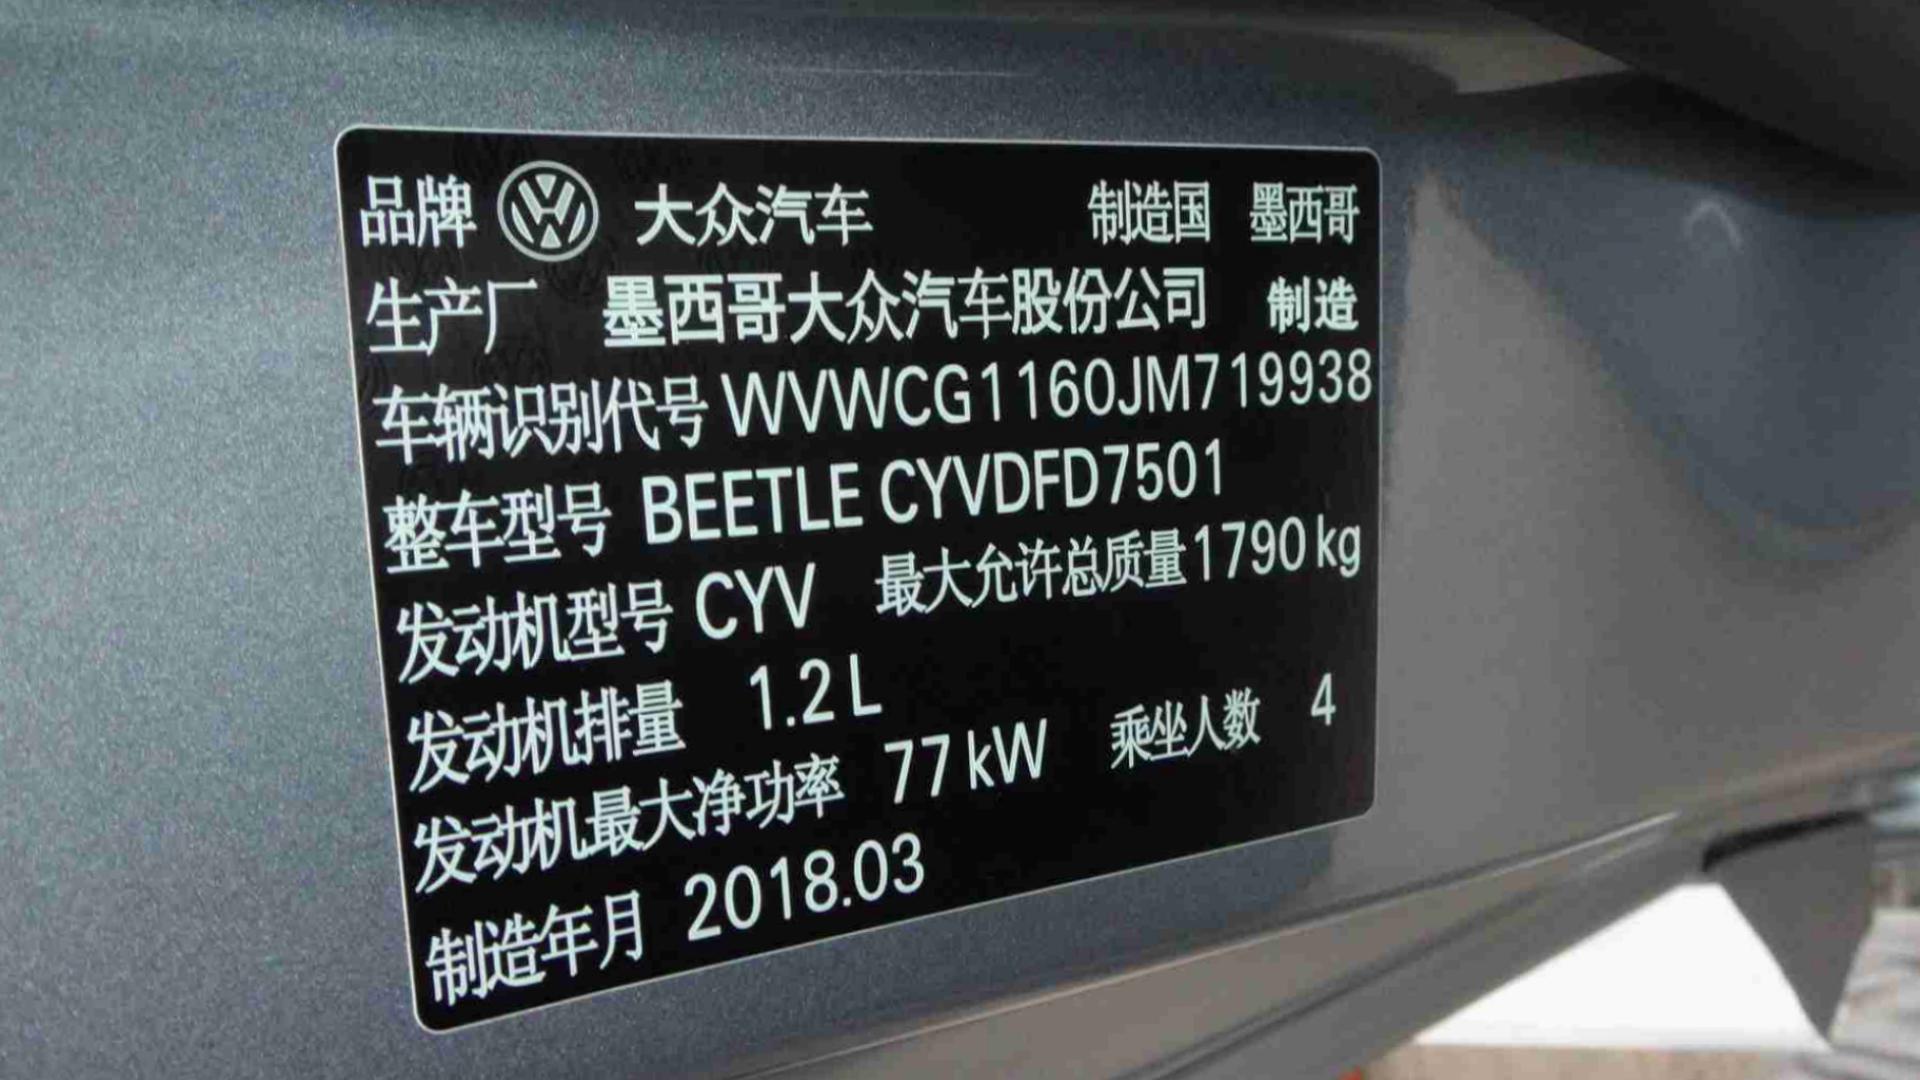 品牌 大众汽车 制造国 墨西哥
生产厂 墨西哥大众汽车股份公司 制造
车辆识别代号 WVWCG1160JM719938
整车型号 BEETLE CYVDFD7501
发动机型号 CYV 最大允许总质量 1790 kg
发动机排量 1.2 L
发动机最大净功率 77 kW 乘坐人数 4
制造年月 2018.03